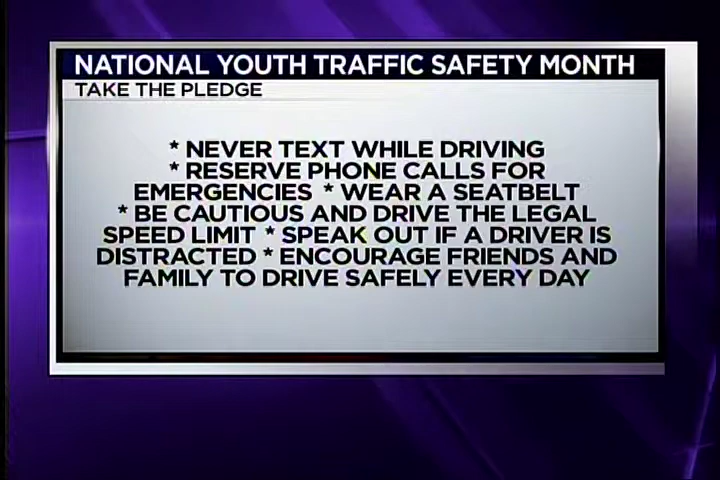 NATIONAL YOUTH TRAFFIC SAFETY MONTH
TAKE THE PLEDGE
* NEVER TEXT WHILE DRIVING
* RESERVE PHONE CALLS FOR
EMERGENCIES * WEAR A SEATBELT
* BE CAUTIOUS AND DRIVE THE LEGAL
SPEED LIMIT * SPEAK OUT IF A DRIVER IS
DISTRACTED * ENCOURAGE FRIENDS AND
FAMILY TO DRIVE SAFELY EVERY DAY